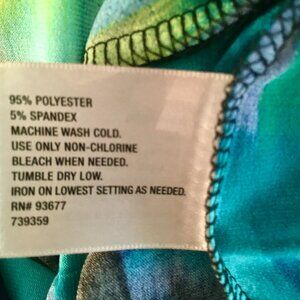 95% POLYESTER
5% SPANDEX
MACHINE WASH COLD.
USE ONLY NON-CHLORINE
BLEACH WHEN NEEDED.
TUMBLE DRY LOW.
IRON ON LOWEST SETTING AS NEEDED.
RN# 93677
739359